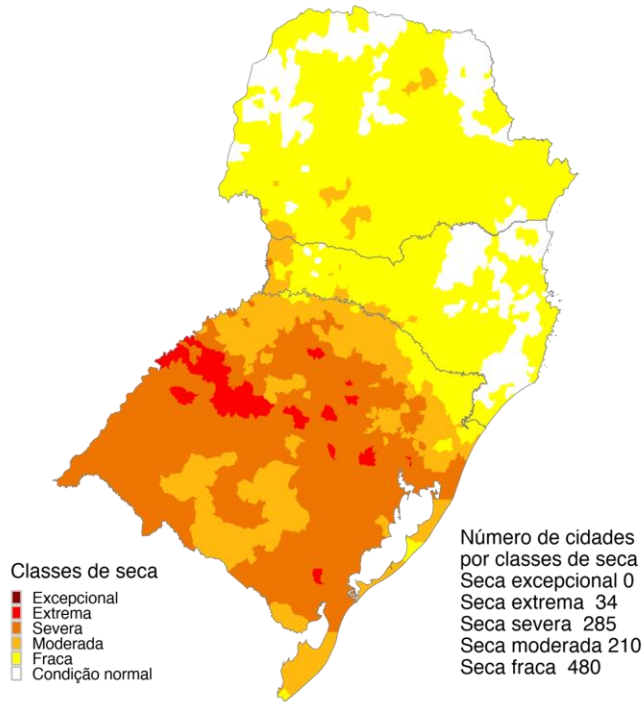 Classes de seca
Excepcional
Extrema
Severa
Moderada
Fraca
Condição normal
Número de cidades
por classes de seca
Seca excepcional 0
Seca extrema 34
Seca severa 285
Seca moderada 210
Seca fraca 480